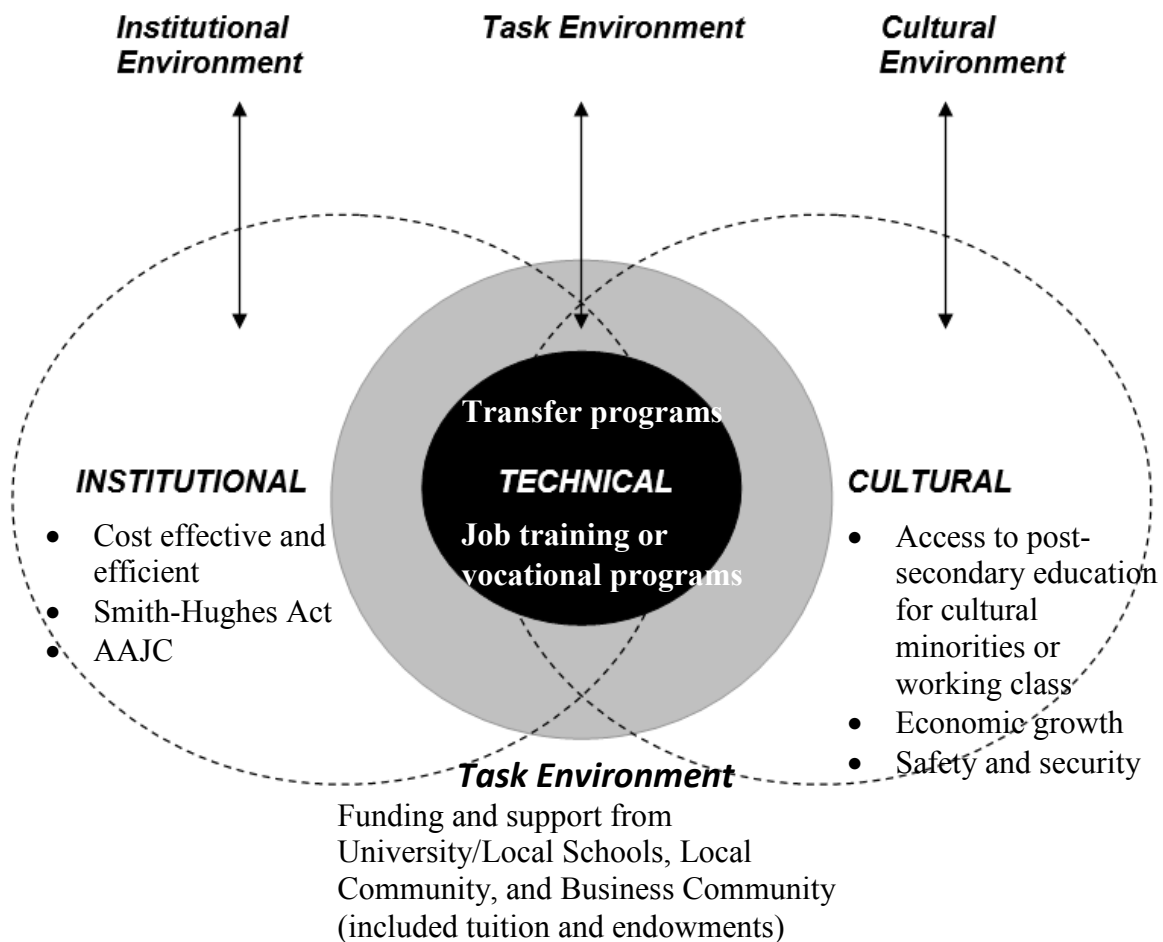 Institutional
Environment
Task Environment
Cultural
Environment
Transfer programs
INSTITUTIONAL
TECHNICAL
CULTURAL
• Cost effective and
efficient
• Smith-Hughes Act
• AAJC
Job training or
vocational programs
• Access to post-
secondary education
for cultural
minorities or
working class
• Economic growth
• Safety and security
Task Environment
Funding and support from
University/Local Schools, Local
Community, and Business Community
(included tuition and endowments)